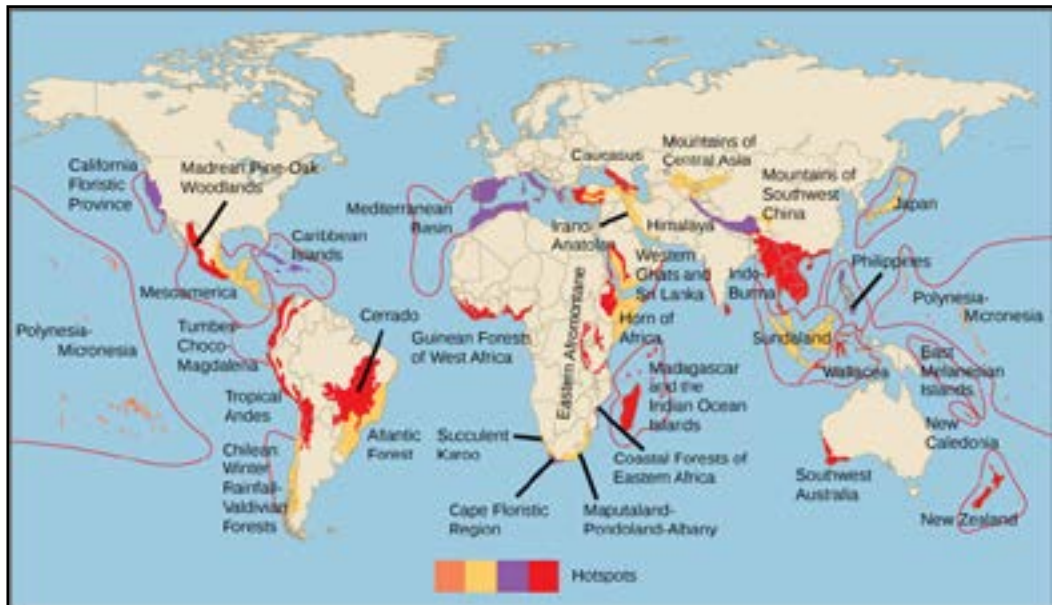 California
Floristic
Province
Madrean Pine-Oak
Woodlands
Caribbean
Islands
Mesoamerica
Polynesia-
Micronesia
Tumbes-
Choco-
Magdalena
Tropical
Andes
Chilean
Winter
Rainfall-
Valdivian
Forests
Cerrado
Atlantic
Forest
Mediterranean
Basin
Caucasus
Irano-
Anatolian
Mountains of
Central Asia
Himalaya
Mountains of
Southwest
China
Japan
Western
Ghats and
Sri Lanka
Indo-
Burma
Philippines
Guinean Forests
of West Africa
Eastern Afromontane
Horn of
Africa
Madagascar
and the
Indian Ocean
Islands
Succulent
Karoo
Cape Floristic
Region
Maputaland-
Pondoland-Albany
Coastal Forests of
Eastern Africa
Sundaland
Wallacea
Polynesia-
Micronesia
East
Melanesian
Islands
New
Caledonia
Southwest
Australia
New Zealand
Hotspots